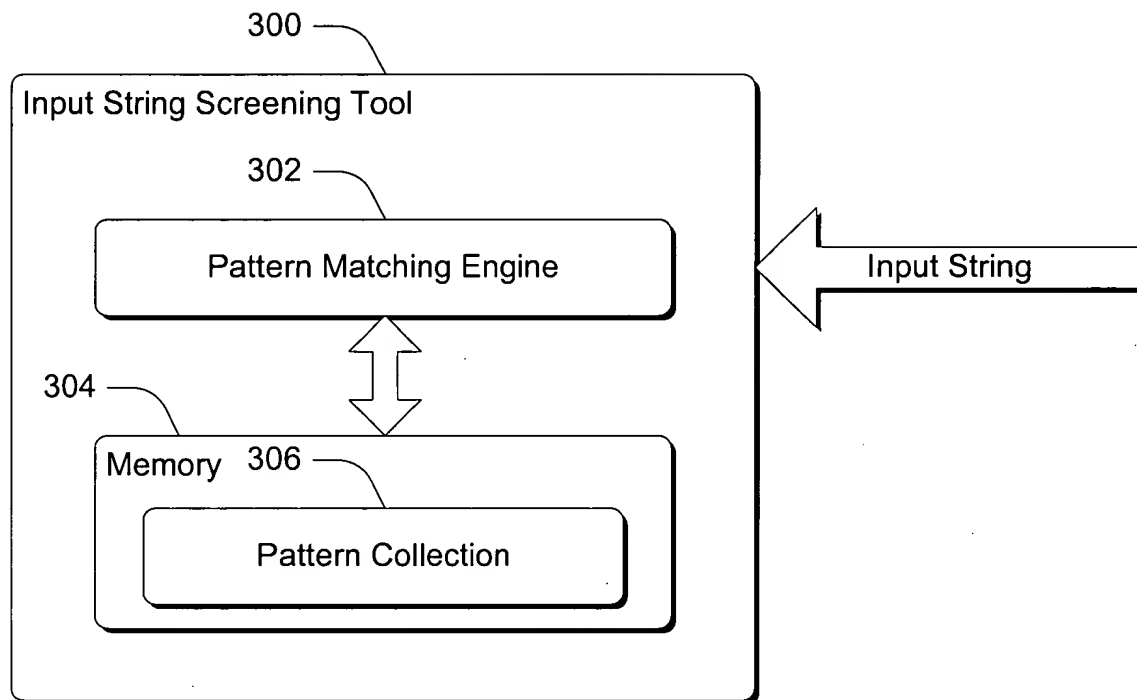 300
Input String Screening Tool
302
Pattern Matching Engine
Input String
304
Memory
306
Pattern Collection